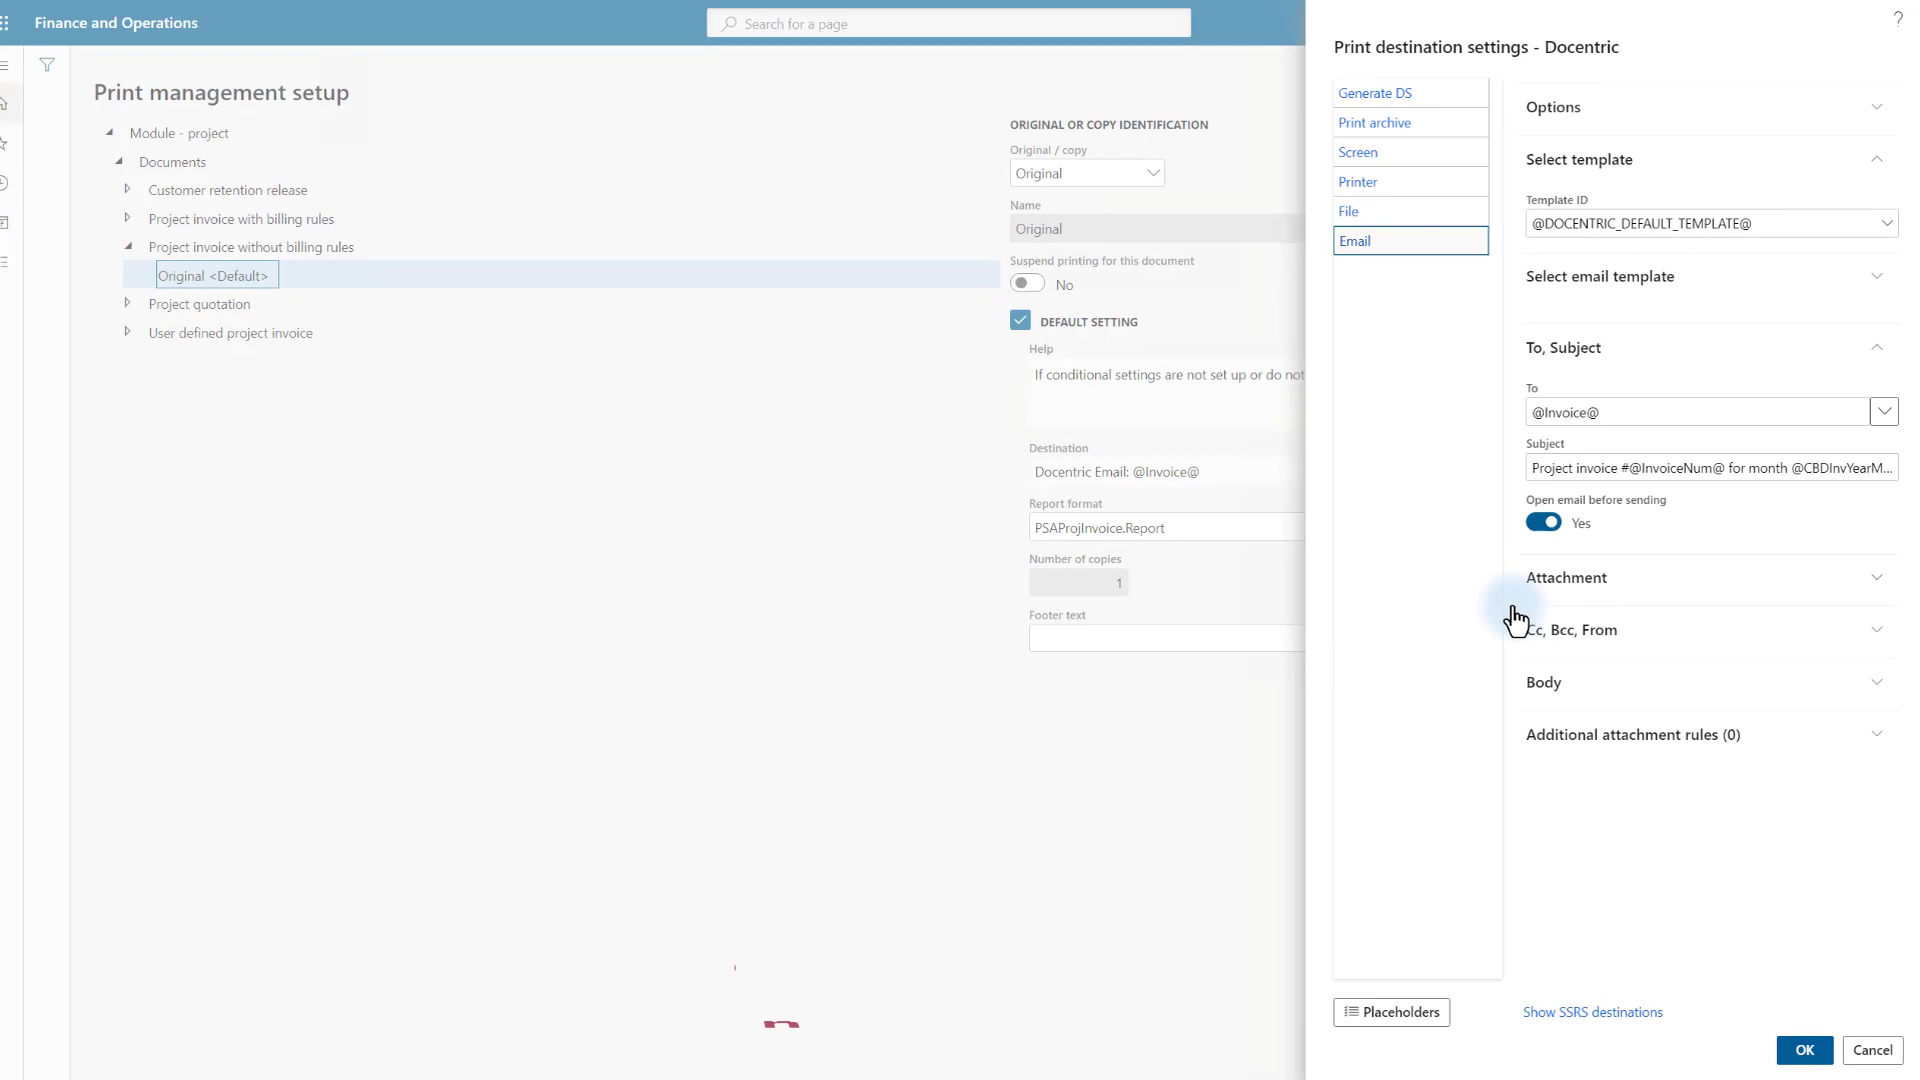 Finance and Operations
Search for a page
?
Print management setup
Module - project
Documents
Customer retention release
Project invoice with billing rules
Project invoice without billing rules
Original <Default>
Project quotation
User defined project invoice
ORIGINAL OR COPY IDENTIFICATION
Original / copy
Original
Name
Original
Suspend printing for this document
No
DEFAULT SETTING
Help
If conditional settings are not set up or do not
Destination
Docentric Email: @Invoice@
Report format
PSAProjInvoice.Report
Number of copies
1
Footer text
Print destination settings - Docentric
Generate DS
Print archive
Screen
Printer
File
Email
Options
Select template
Template ID
@DOCENTRIC_DEFAULT_TEMPLATE@
Select email template
To, Subject
To
@Invoice@
Subject
Project invoice #@InvoiceNum@ for month @CBDInvYearM...
Open email before sending
Yes
Attachment
Cc, Bcc, From
Body
Additional attachment rules (0)
Placeholders
Show SSRS destinations
OK
Cancel